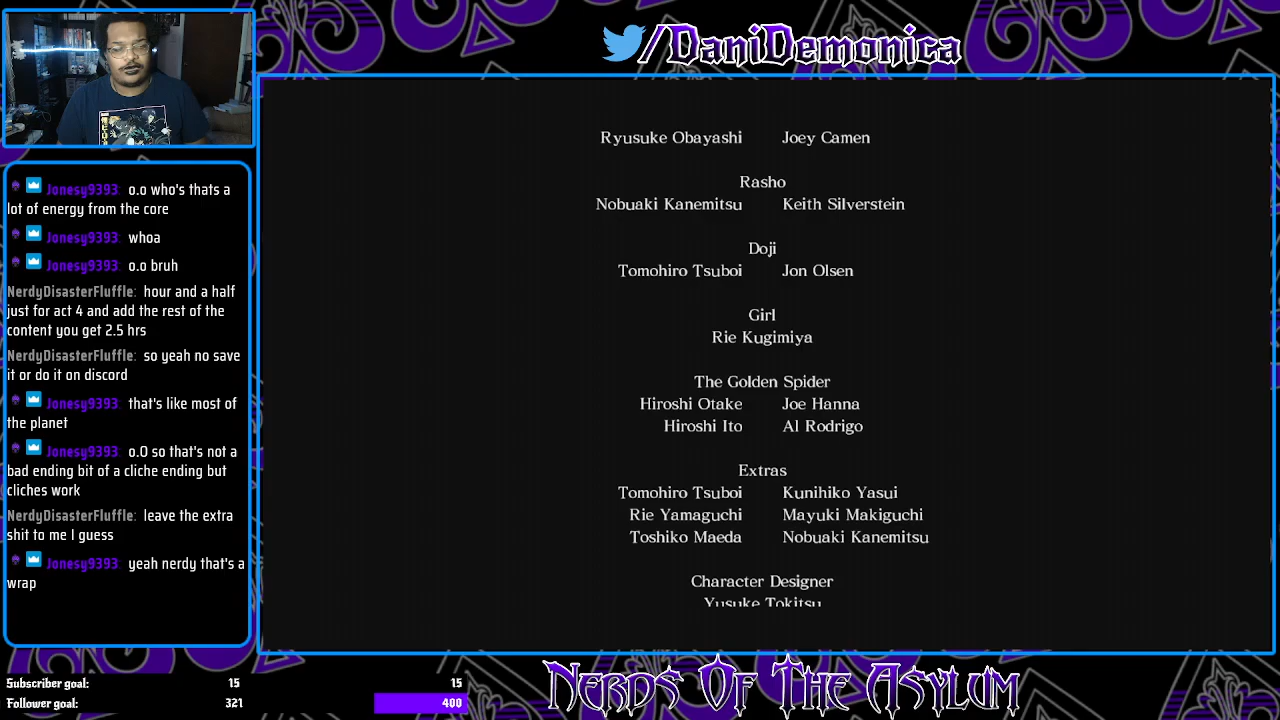 /DaniDemonica
Jonesy9393: o.o who's thats a
lot of energy from the core
Jonesy9393: whoa
Jonesy9393: o.o bruh
NerdyDisasterFluffle: hour and a half
just for act 4 and add the rest of the
content you get 2.5 hrs
NerdyDisasterFluffle: so yeah no save
it or do it on discord
Jonesy9393: that's like most of
the planet
Jonesy9393: o.O so that's not a
bad ending bit of a cliche ending but
cliches work
NerdyDisasterFluffle: leave the extra
shit to me I guess
Jonesy9393: yeah nerdy that's a
wrap
Ryusuke Obayashi Joey Camen
Rasho
Nobuaki Kanemitsu Keith Silverstein
Doji
Tomohiro Tsuboi Jon Olsen
Girl
Rie Kugimiya
The Golden Spider
Hiroshi Otake Joe Hanna
Hiroshi Ito Al Rodrigo
Extras
Tomohiro Tsuboi Kunihiko Yasui
Rie Yamaguchi Mayuki Makiguchi
Toshiko Maeda Nobuaki Kanemitsu
Character Designer
Yusuke Tokitsu
Subscriber goal: 15 15
Follower goal: 321 400
Nerds Of The Asylum